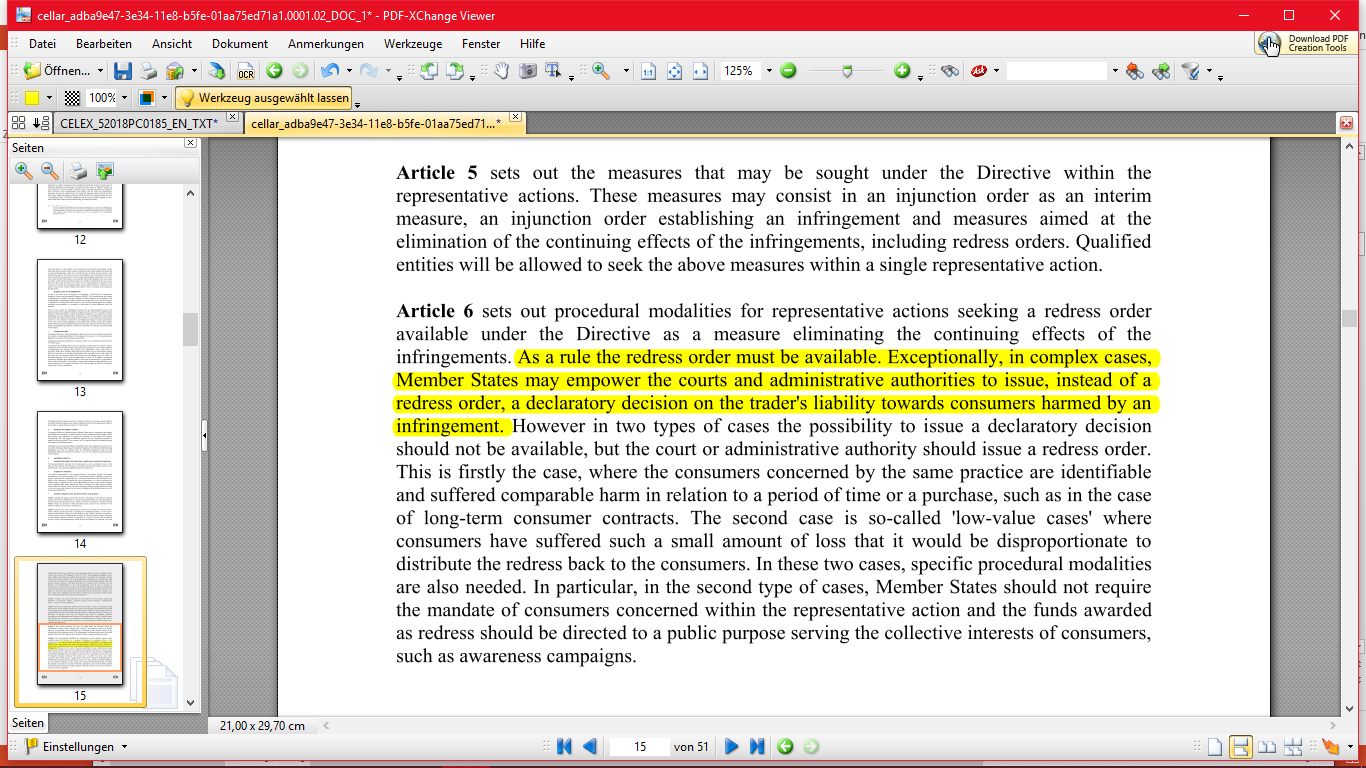 cellar_adba9e47-3e34-11e8-b5fe-01aa75ed71a1.0001.02_DOC_1* - PDF-XChange Viewer
Datei Bearbeiten Ansicht Dokument Anmerkungen Werkzeuge Fenster Hilfe
Download PDF
Creation Tools
Öffnen... OCR 125% Ask
100% Werkzeug ausgewählt lassen
CELEX_52018PC0185_EN_TXT* cellar_adba9e47-3e34-11e8-b5fe-01aa75ed71...*
Seiten
12
13
14
15
Article 5 sets out the measures that may be sought under the Directive within the
representative actions. These measures may consist in an injunction order as an interim
measure, an injunction order establishing an infringement and measures aimed at the
elimination of the continuing effects of the infringements, including redress orders. Qualified
entities will be allowed to seek the above measures within a single representative action.
Article 6 sets out procedural modalities for representative actions seeking a redress order
available under the Directive as a measure eliminating the continuing effects of the
infringements. As a rule the redress order must be available. Exceptionally, in complex cases,
Member States may empower the courts and administrative authorities to issue, instead of a
redress order, a declaratory decision on the trader's liability towards consumers harmed by an
infringement. However in two types of cases the possibility to issue a declaratory decision
should not be available, but the court or administrative authority should issue a redress order.
This is firstly the case, where the consumers concerned by the same practice are identifiable
and suffered comparable harm in relation to a period of time or a purchase, such as in the case
of long-term consumer contracts. The second case is so-called 'low-value cases' where
consumers have suffered such a small amount of loss that it would be disproportionate to
distribute the redress back to the consumers. In these two cases, specific procedural modalities
are also needed. In particular, in the second type of cases, Member States should not require
the mandate of consumers concerned within the representative action and the funds awarded
as redress should be directed to a public purpose serving the collective interests of consumers,
such as awareness campaigns.
Seiten
21,00 x 29,70 cm
Einstellungen 15 von 51